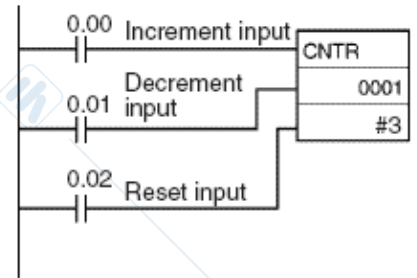 0.00 Increment input
CNTR
Decrement
0001
0.01 input
#3
0.02 Reset input